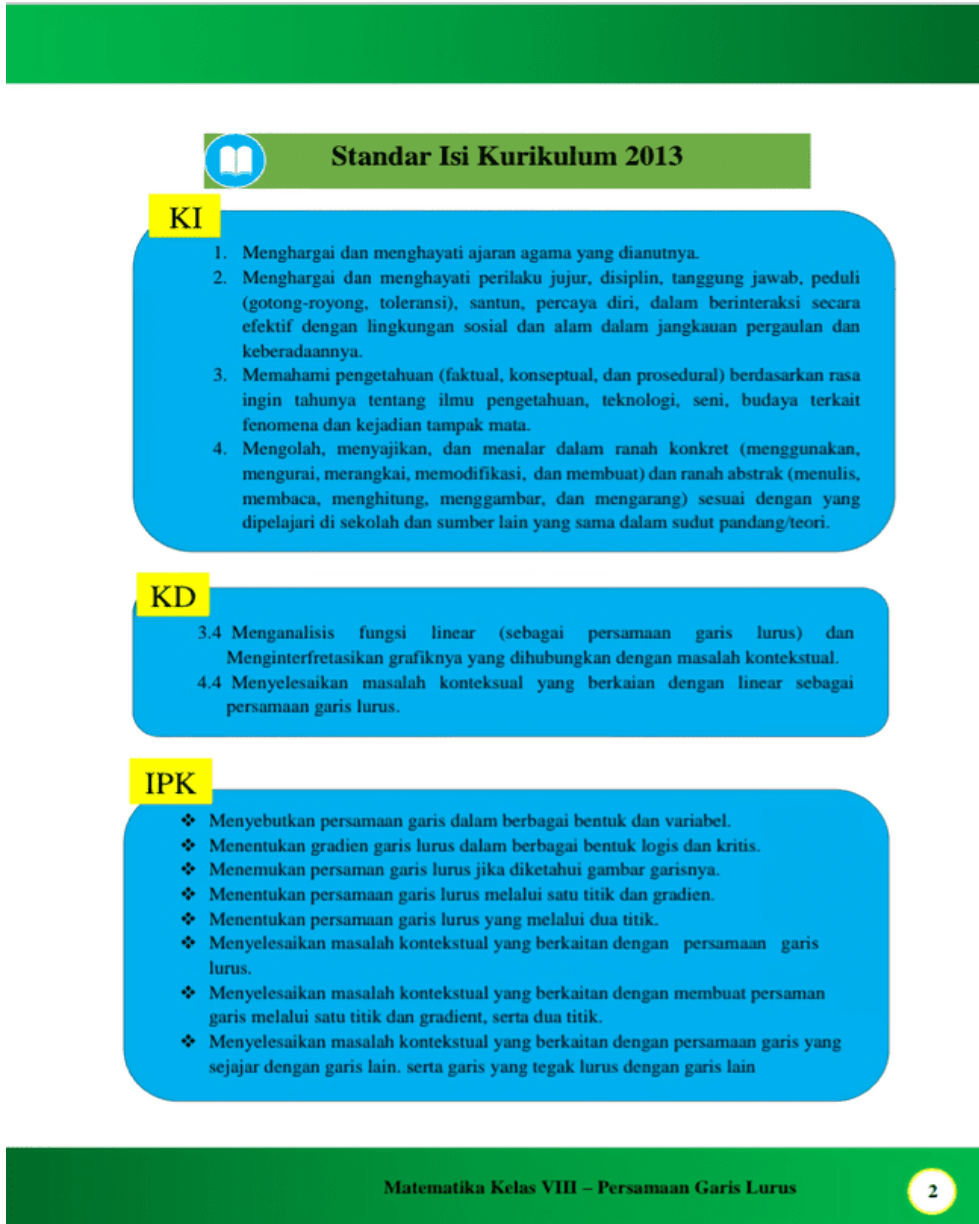 Standar Isi Kurikulum 2013
KI
1. Menghargai dan menghayati ajaran agama yang dianutnya.
2. Menghargai dan menghayati perilaku jujur, disiplin, tanggung jawab, peduli
(gotong-royong, toleransi), santun, percaya diri, dalam berinteraksi secara
efektif dengan lingkungan sosial dan alam dalam jangkauan pergaulan dan
keberadaannya.
3. Memahami pengetahuan (faktual, konseptual, dan prosedural) berdasarkan rasa
ingin tahunya tentang ilmu pengetahuan, teknologi, seni, budaya terkait
fenomena dan kejadian tampak mata.
4. Mengolah, menyajikan, dan menalar dalam ranah konkret (menggunakan,
mengurai, merangkai, memodifikasi, dan membuat) dan ranah abstrak (menulis,
membaca, menghitung, menggambar, dan mengarang) sesuai dengan yang
dipelajari di sekolah dan sumber lain yang sama dalam sudut pandang/teori.
KD
3.4 Menganalisis fungsi linear (sebagai persamaan garis lurus) dan
Menginterfretasikan grafiknya yang dihubungkan dengan masalah kontekstual.
4.4 Menyelesaikan masalah konteksual yang berkaian dengan linear sebagai
persamaan garis lurus.
IPK
❖ Menyebutkan persamaan garis dalam berbagai bentuk dan variabel.
❖ Menentukan gradien garis lurus dalam berbagai bentuk logis dan kritis.
❖ Menemukan persaman garis lurus jika diketahui gambar garisnya.
❖ Menentukan persamaan garis lurus melalui satu titik dan gradien.
❖ Menentukan persamaan garis lurus yang melalui dua titik.
❖ Menyelesaikan masalah kontekstual yang berkaitan dengan persamaan garis
lurus.
❖ Menyelesaikan masalah kontekstual yang berkaitan dengan membuat persaman
garis melalui satu titik dan gradient, serta dua titik.
❖ Menyelesaikan masalah kontekstual yang berkaitan dengan persamaan garis yang
sejajar dengan garis lain. serta garis yang tegak lurus dengan garis lain
Matematika Kelas VIII – Persamaan Garis Lurus
2